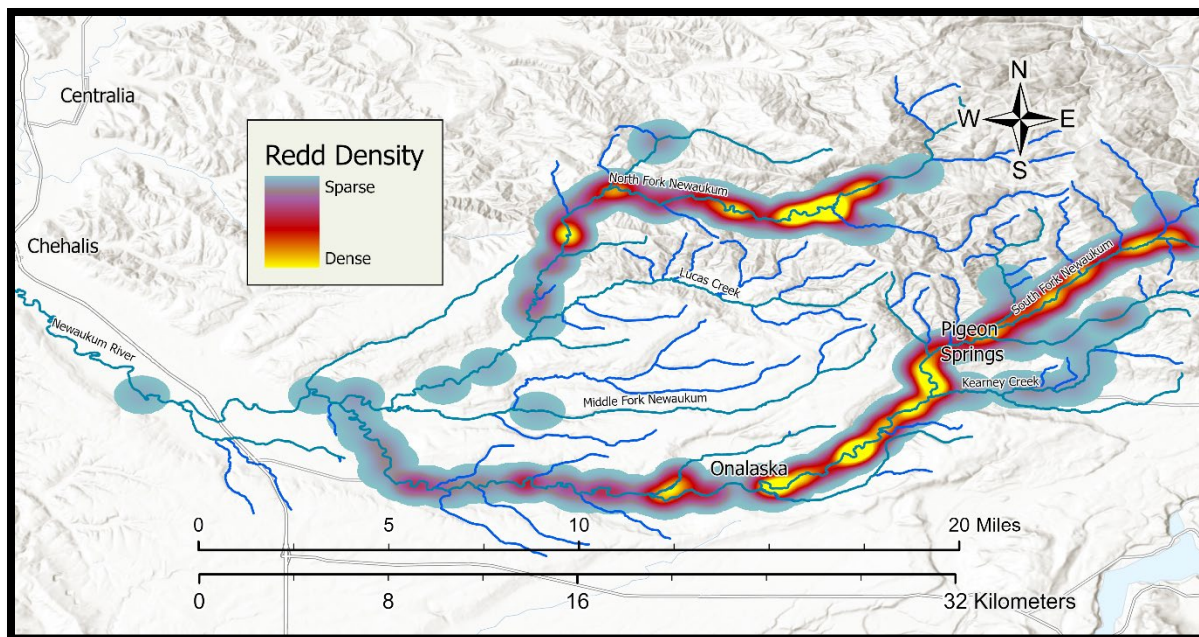 Centralia
N
W E
S
Redd Density
Sparse
Dense
North Fork Newaukum
Chehalis
Lucas Creek
South Fork Newaukum
Newaukum River
Pigeon
Springs
Kearney Creek
Middle Fork Newaukum
Onalaska
0 5 10 20 Miles
0 8 16 32 Kilometers